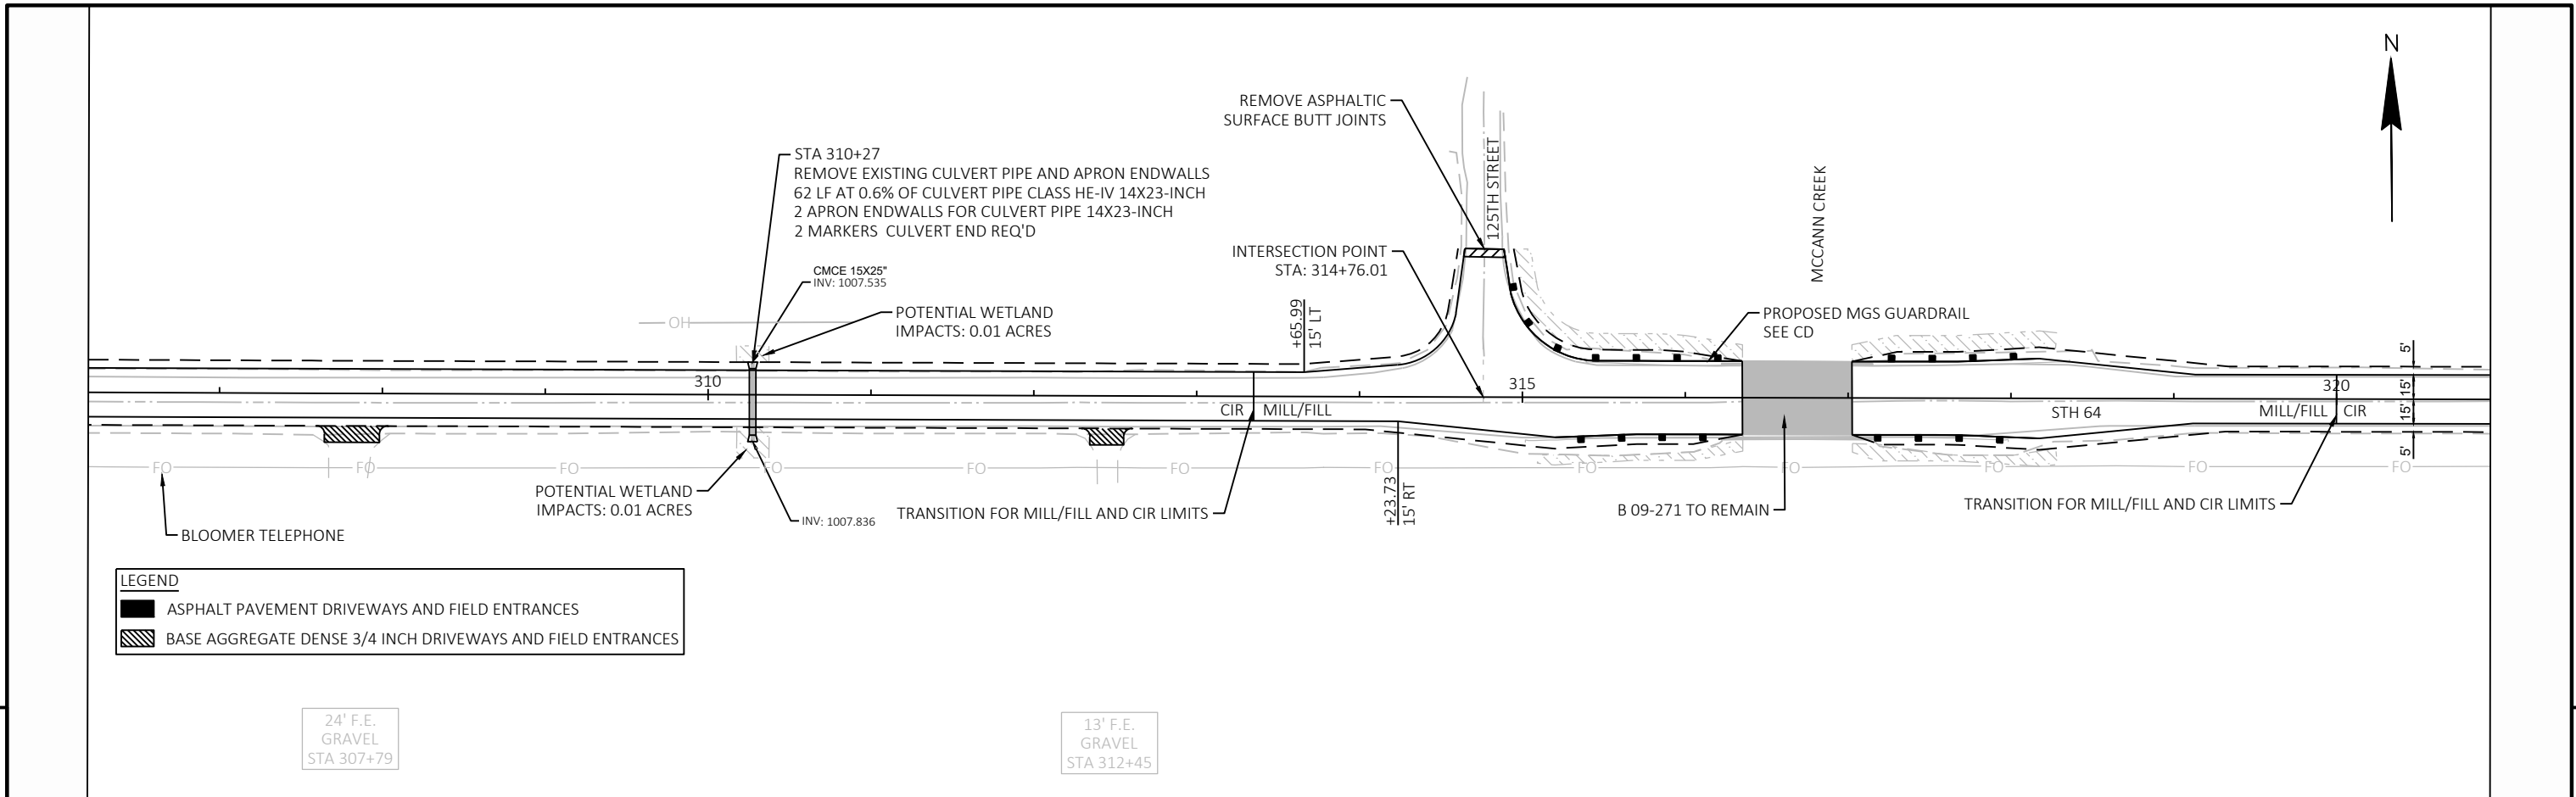 N
REMOVE ASPHALTIC
SURFACE BUTT JOINTS
125TH STREET
MCCANN CREEK
STA 310+27
REMOVE EXISTING CULVERT PIPE AND APRON ENDWALLS
62 LF AT 0.6% OF CULVERT PIPE CLASS HE-IV 14X23-INCH
2 APRON ENDWALLS FOR CULVERT PIPE 14X23-INCH
2 MARKERS CULVERT END REQ'D
INTERSECTION POINT
STA: 314+76.01
CMCE 15X25"
INV: 1007.535
POTENTIAL WETLAND
IMPACTS: 0.01 ACRES
OH
+65.99
15' LT
PROPOSED MGS GUARDRAIL
SEE CD
310
315
320
5'
15'
15'
5'
CIR
MILL/FILL
STH 64
MILL/FILL
CIR
FO
FO
FO
FO
FO
FO
FO
FO
FO
FO
FO
FO
POTENTIAL WETLAND
IMPACTS: 0.01 ACRES
INV: 1007.836
TRANSITION FOR MILL/FILL AND CIR LIMITS
+23.73
15' RT
B 09-271 TO REMAIN
TRANSITION FOR MILL/FILL AND CIR LIMITS
BLOOMER TELEPHONE
LEGEND
ASPHALT PAVEMENT DRIVEWAYS AND FIELD ENTRANCES
BASE AGGREGATE DENSE 3/4 INCH DRIVEWAYS AND FIELD ENTRANCES
24' F.E.
GRAVEL
STA 307+79
13' F.E.
GRAVEL
STA 312+45